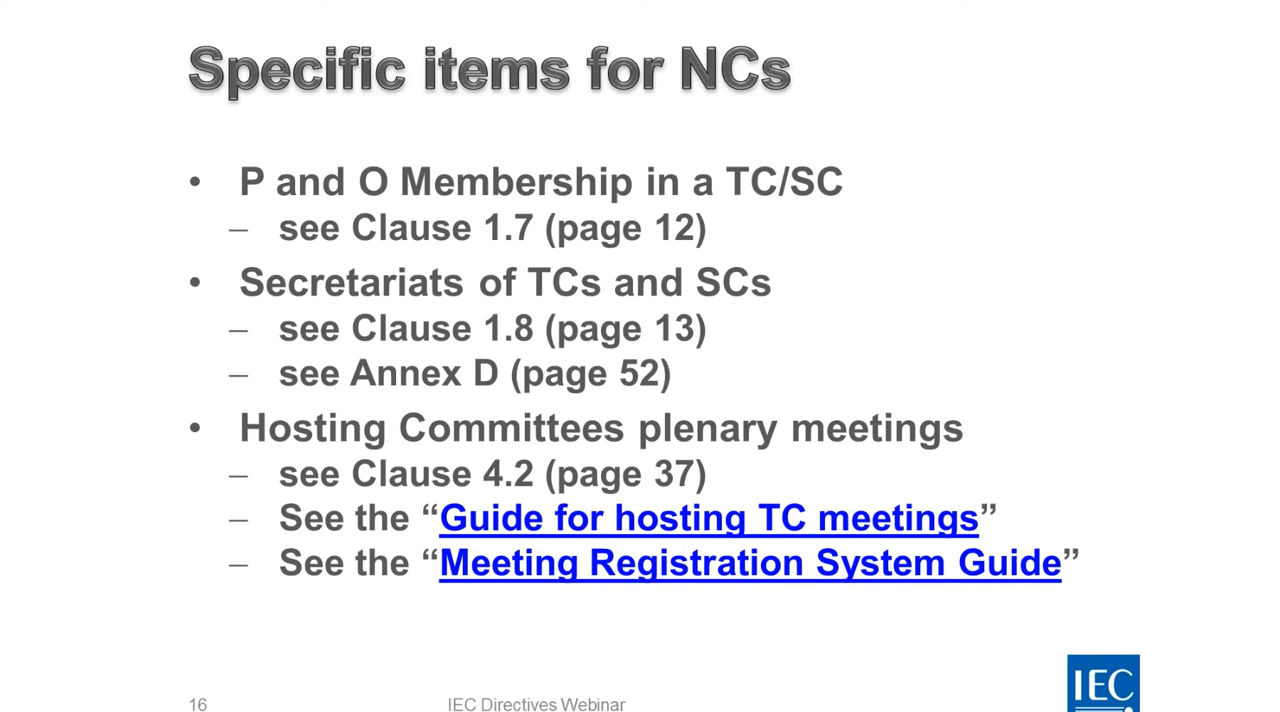 Specific items for NCs
• P and O Membership in a TC/SC
– see Clause 1.7 (page 12)
• Secretariats of TCs and SCs
– see Clause 1.8 (page 13)
– see Annex D (page 52)
• Hosting Committees plenary meetings
– see Clause 4.2 (page 37)
– See the “Guide for hosting TC meetings”
– See the “Meeting Registration System Guide”
16
IEC Directives Webinar
IEC